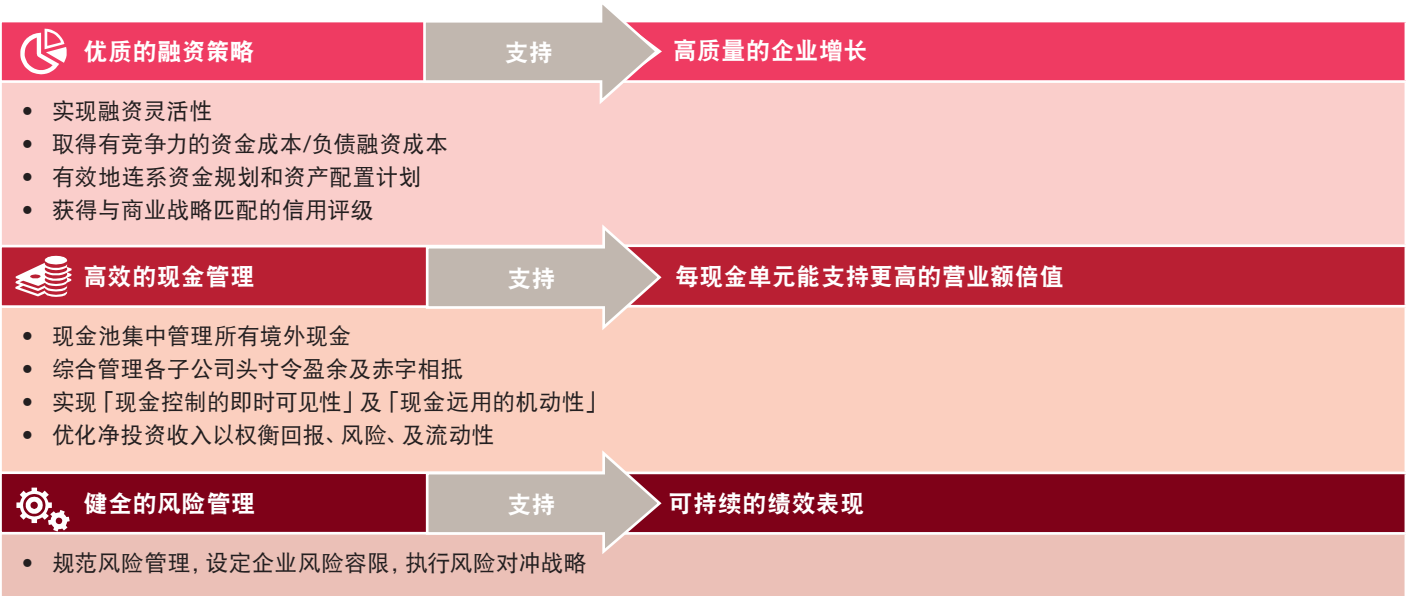 优质的融资策略 支持 高质量的企业增长
• 实现融资灵活性
• 取得有竞争力的资金成本/负债融资成本
• 有效地连系资金规划和资产配置计划
• 获得与商业战略匹配的信用评级
高效的现金管理 支持 每现金单元能支持更高的营业额倍值
• 现金池集中管理所有境外现金
• 综合管理各子公司头寸令盈余及赤字相抵
• 实现「现金控制的即时可见性」及「现金远用的机动性」
• 优化净投资收入以权衡回报、风险、及流动性
健全的风险管理 支持 可持续的绩效表现
• 规范风险管理，设定企业风险容限，执行风险对冲战略